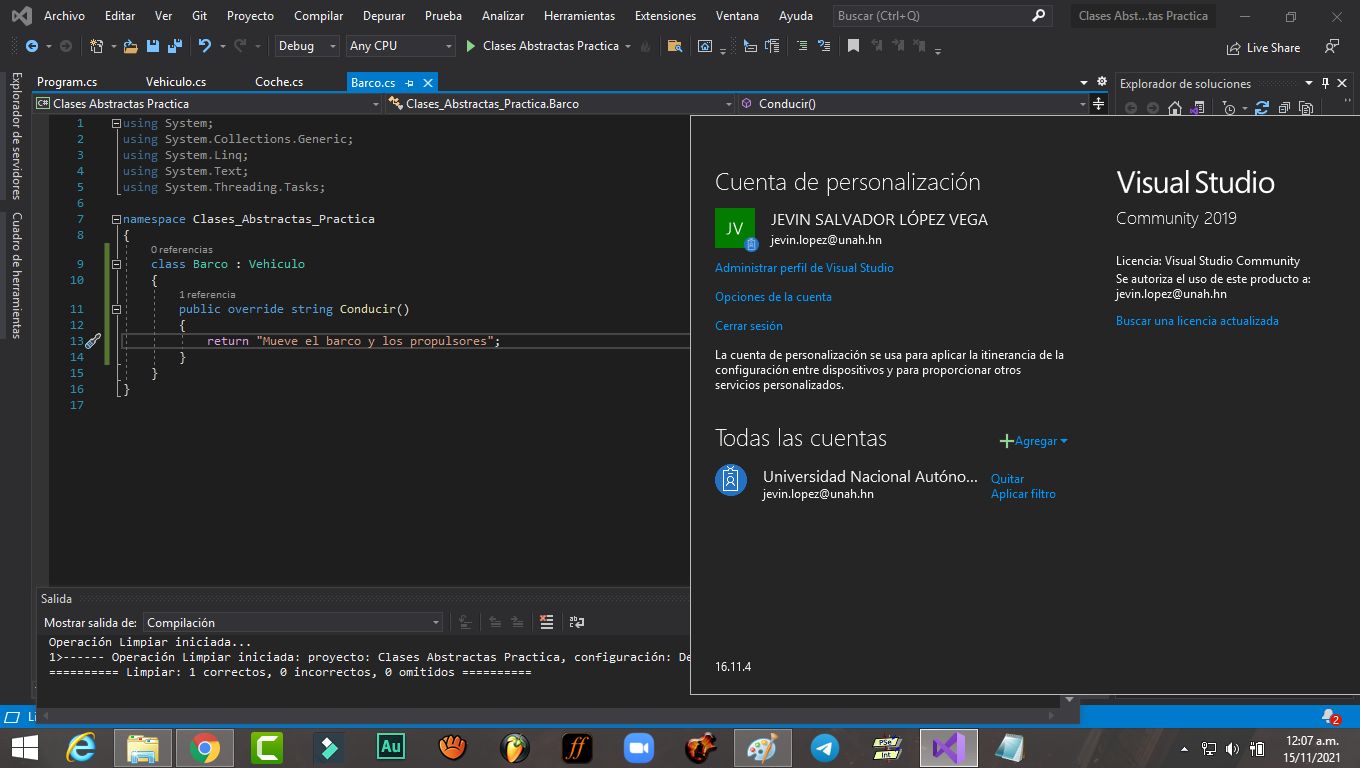 Archivo Editar Ver Git Proyecto Compilar Depurar Prueba Analizar Herramientas Extensiones Ventana Ayuda Buscar (Ctrl+Q) Clases Abst...tas Practica
Debug Any CPU Clases Abstractas Practica Live Share
Program.cs Vehiculo.cs Coche.cs Barco.cs
Explorador de soluciones
C# Clases Abstractas Practica Clases_Abstractas_Practica.Barco Conducir()
Explorador de servidores
Cuadro de herramientas
1 using System;
2 using System.Collections.Generic;
3 using System.Linq;
4 using System.Text;
5 using System.Threading.Tasks;
6
7 namespace Clases_Abstractas_Practica
8 {
0 referencias
9 class Barco : Vehiculo
10 {
1 referencia
11 public override string Conducir()
12 {
13 return "Mueve el barco y los propulsores";
14 }
15 }
16 }
17
Cuenta de personalización
JV
JEVIN SALVADOR LÓPEZ VEGA
jevin.lopez@unah.hn
Administrar perfil de Visual Studio
Opciones de la cuenta
Cerrar sesión
La cuenta de personalización se usa para aplicar la itinerancia de la
configuración entre dispositivos y para proporcionar otros
servicios personalizados.
Todas las cuentas
Agregar
Universidad Nacional Autóno...
jevin.lopez@unah.hn
Quitar
Aplicar filtro
16.11.4
Visual Studio
Community 2019
Licencia: Visual Studio Community
Se autoriza el uso de este producto a:
jevin.lopez@unah.hn
Buscar una licencia actualizada
Salida
Mostrar salida de: Compilación
Operación Limpiar iniciada...
1>------ Operación Limpiar iniciada: proyecto: Clases Abstractas Practica, configuración: De
========== Limpiar: 1 correctos, 0 incorrectos, 0 omitidos ==========
Li
2
Au
ff
PSe
Int
12:07 a.m.
15/11/2021